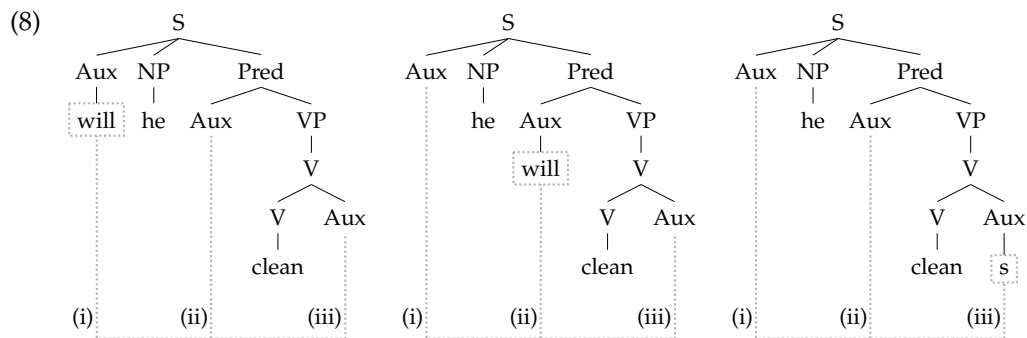 (8) S S S
Aux NP Pred Aux NP Pred Aux NP Pred
will he Aux VP he Aux VP he Aux VP
V will V V
V Aux V Aux V Aux
clean clean clean s
(i) (ii) (iii) (i) (ii) (iii) (i) (ii) (iii)